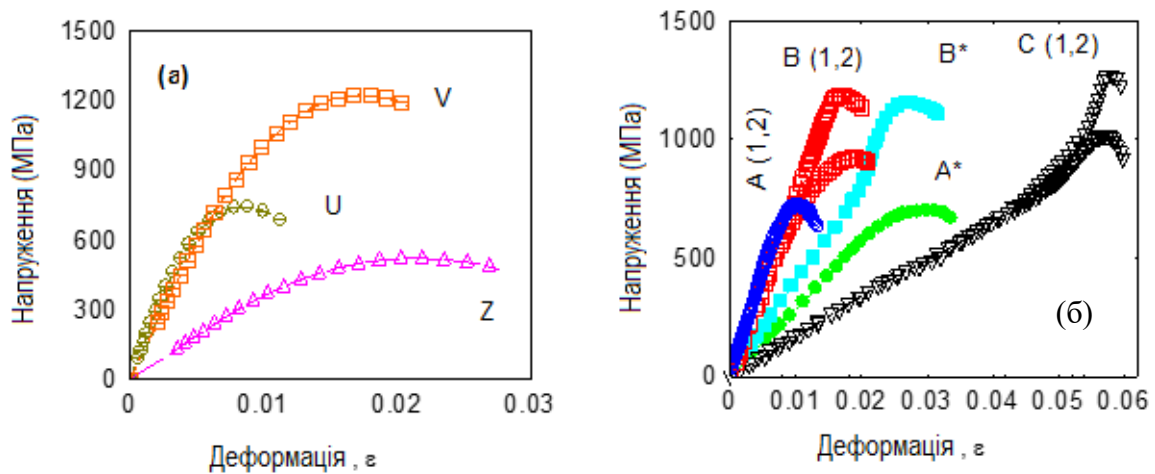 1500
1200
900
600
300
0
Напруження (МПа)
(а)
V
U
Z
0
0.01
0.02
0.03
Деформація , ε
1500
1000
500
0
Напруження (МПа)
A (1,2)
B (1,2)
B*
C (1,2)
A*
(б)
0
0.01
0.02
0.03
0.04
0.05
0.06
Деформація , ε